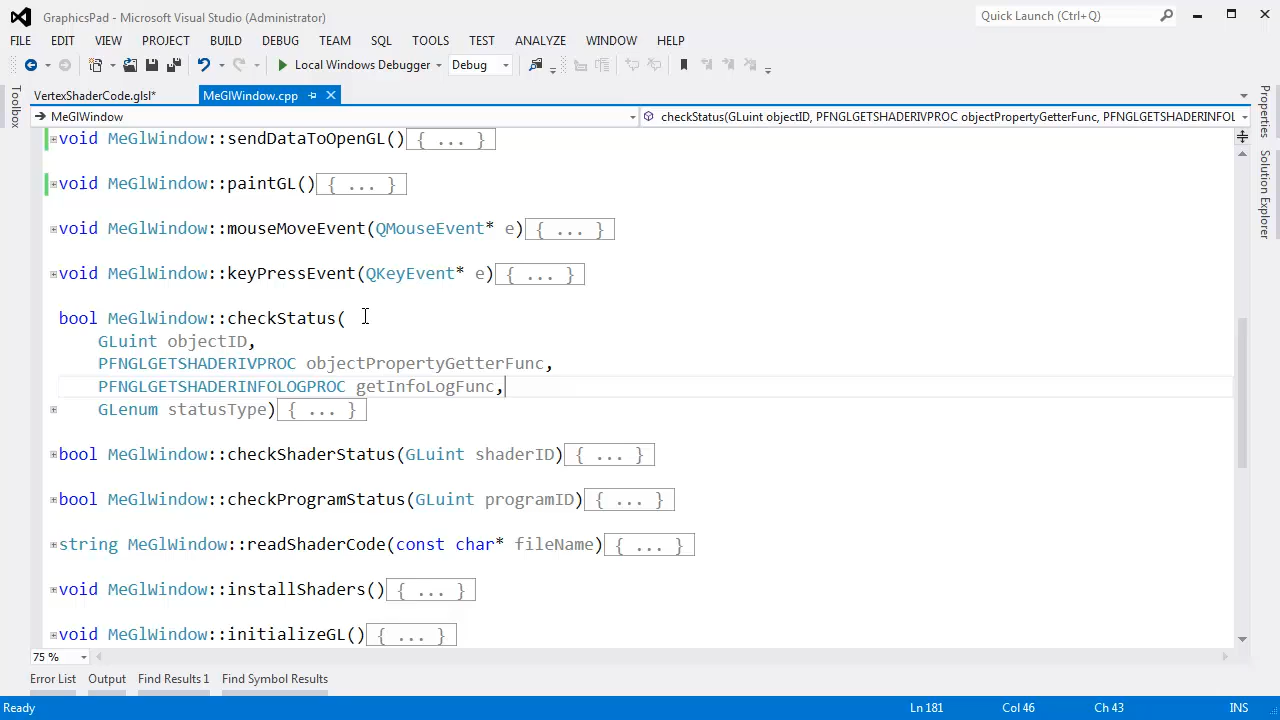 GraphicsPad - Microsoft Visual Studio (Administrator)
Quick Launch (Ctrl+Q)
FILE EDIT VIEW PROJECT BUILD DEBUG TEAM SQL TOOLS TEST ANALYZE WINDOW HELP
Local Windows Debugger Debug
Toolbox
VertexShaderCode.glsl* MeGlWindow.cpp
Properties
Solution Explorer
MeGlWindow checkStatus(GLuint objectID, PFNGLGETSHADERIVPROC objectPropertyGetterFunc, PFNGLGETSHADERINFOL
void MeGlWindow::sendDataToOpenGL(){ ... }
void MeGlWindow::paintGL(){ ... }
void MeGlWindow::mouseMoveEvent(QMouseEvent* e){ ... }
void MeGlWindow::keyPressEvent(QKeyEvent* e){ ... }
bool MeGlWindow::checkStatus(
GLuint objectID,
PFNGLGETSHADERIVPROC objectPropertyGetterFunc,
PFNGLGETSHADERINFOLOGPROC getInfoLogFunc,
GLenum statusType){ ... }
bool MeGlWindow::checkShaderStatus(GLuint shaderID){ ... }
bool MeGlWindow::checkProgramStatus(GLuint programID){ ... }
string MeGlWindow::readShaderCode(const char* fileName){ ... }
void MeGlWindow::installShaders(){ ... }
void MeGlWindow::initializeGL(){ ... }
75 %
Error List Output Find Results 1 Find Symbol Results
Ready Ln 181 Col 46 Ch 43 INS